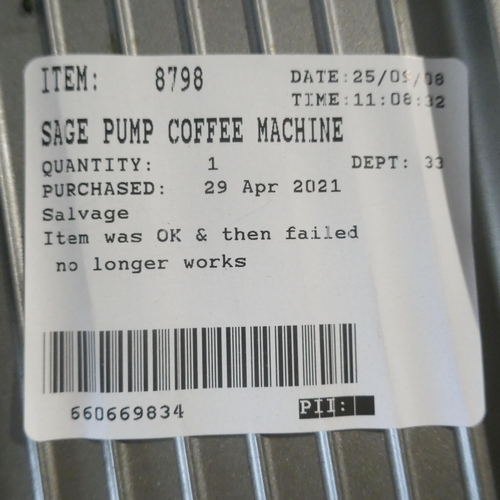 ITEM: 8798 DATE:25/09/08
TIME:11:08:32
SAGE PUMP COFFEE MACHINE
QUANTITY: 1 DEPT: 33
PURCHASED: 29 Apr 2021
Salvage
Item was OK & then failed
no longer works
660669834 PII: